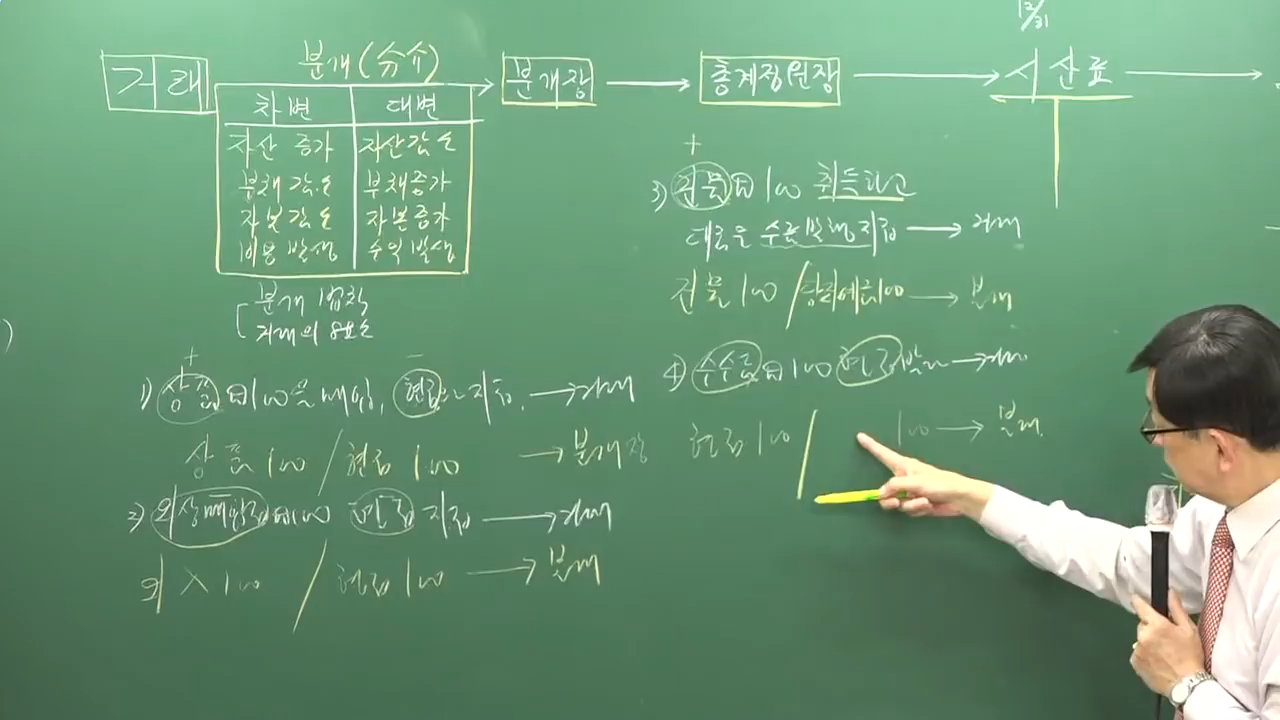 12/31
거래 분개(分介) 분개장 총계정원장 시산표
차변 대변
자산 증가 자산감소
부채감소 부채증가
자본감소 자본증가
비용발생 수익발생
분개 법칙
거래의 8요소
+ -
1) 상품 100을 매입, 현금 지급. 거래
상품 100 / 현금 100 분개장
2) 외상매입금 100 현금 지급 거래
외入 100 / 현금 100 분개
+
3) 건물 100 취득하고
대금은 수표발행지급 거래
건물 100 / 당좌예금100 분개
4) 수수료 100 현금 거래
현금 100 / 100 분개